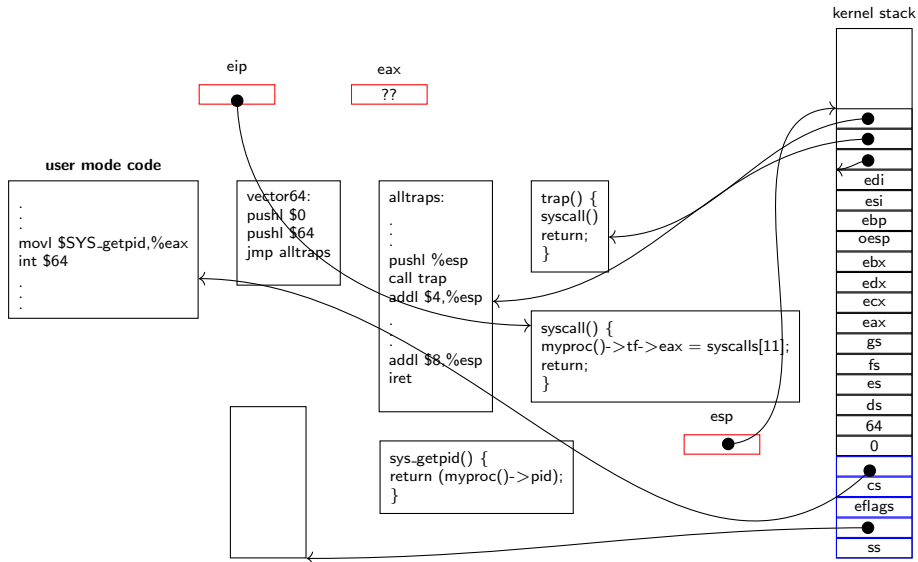 kernel stack
eip
eax
??
user mode code
.
.
.
movl $SYS_getpid,%eax
int $64
.
.
.
vector64:
pushl $0
pushl $64
jmp alltraps
alltraps:
.
.
.
pushl %esp
call trap
addl $4,%esp
.
.
.
addl $8,%esp
iret
trap() {
syscall()
return;
}
syscall() {
myproc()->tf->eax = syscalls[11];
return;
}
esp
sys_getpid() {
return (myproc()->pid);
}
edi
esi
ebp
oesp
ebx
edx
ecx
eax
gs
fs
es
ds
64
0
cs
eflags
ss